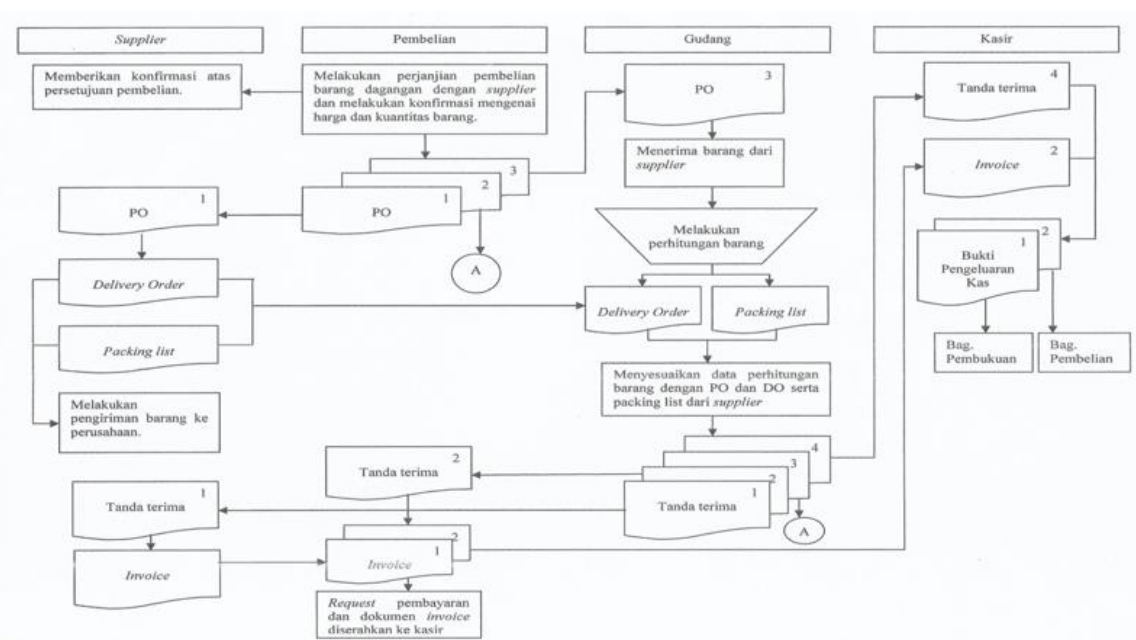 Supplier
Pembelian
Gudang
Kasir
Memberikan konfirmasi atas
persetujuan pembelian.
Melakukan perjanjian pembelian
barang dagangan dengan supplier
dan melakukan konfirmasi mengenai
harga dan kuantitas barang.
3
PO
4
Tanda terima
Menerima barang dari
supplier
2
Invoice
3
2
1
PO
1
PO
A
Melakukan
perhitungan barang
2
1
Bukti
Pengeluaran
Kas
Delivery Order
Packing list
Delivery Order
Packing list
Bag.
Pembukuan
Bag.
Pembelian
Melakukan
pengiriman barang ke
perusahaan.
Menyesuaikan data perhitungan
barang dengan PO dan DO serta
packing list dari supplier
4
3
2
1
Tanda terima
A
2
Tanda terima
1
Tanda terima
Invoice
2
1
Invoice
Request pembayaran
dan dokumen invoice
diserahkan ke kasir